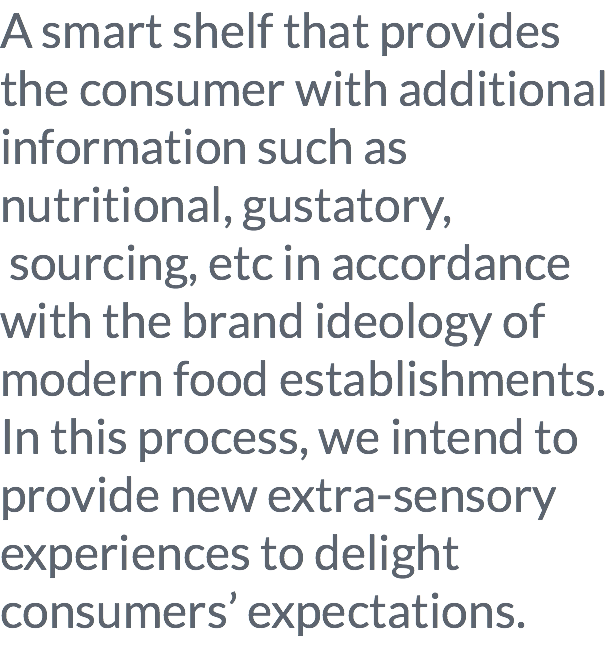 A smart shelf that provides
the consumer with additional
information such as
nutritional, gustatory,
sourcing, etc in accordance
with the brand ideology of
modern food establishments.
In this process, we intend to
provide new extra-sensory
experiences to delight
consumers’ expectations.